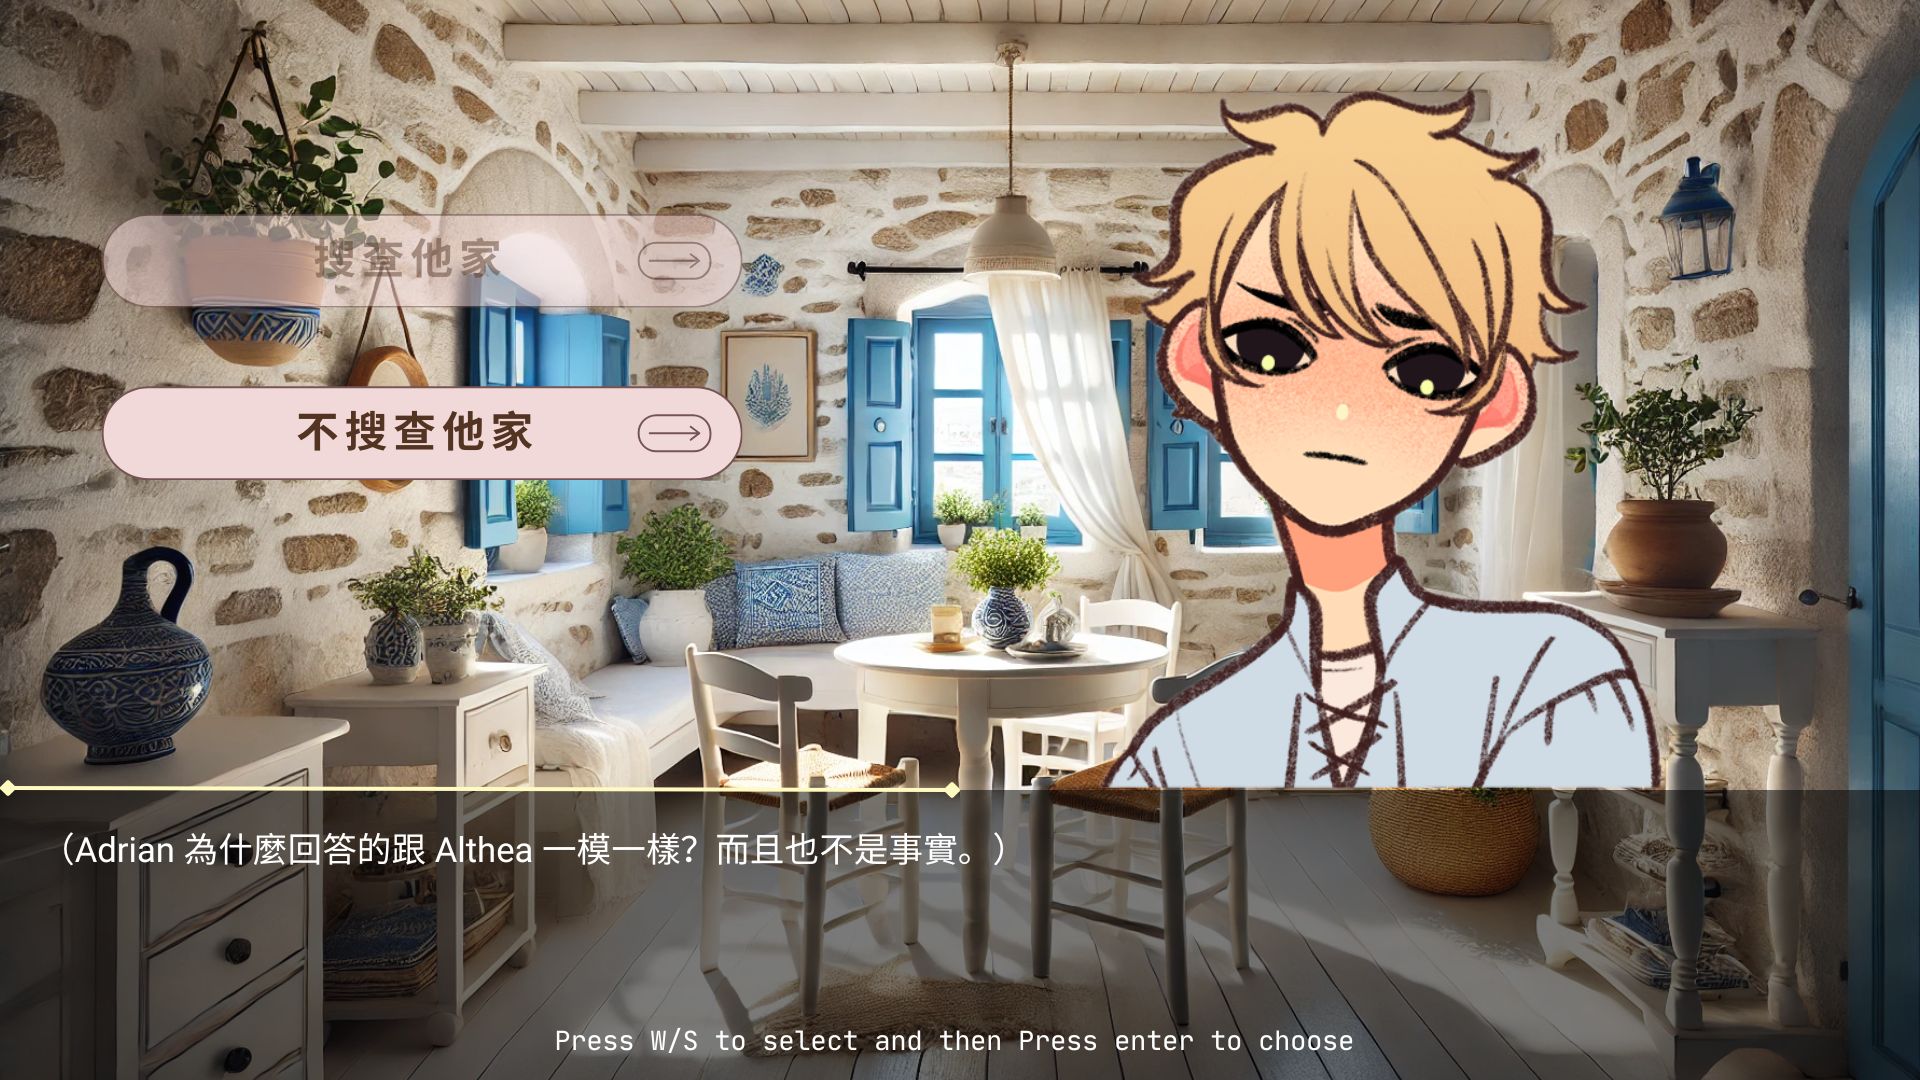 搜查他家
不搜查他家
（Adrian 為什麼回答的跟 Althea 一模一樣？而且也不是事實。）
Press W/S to select and then Press enter to choose